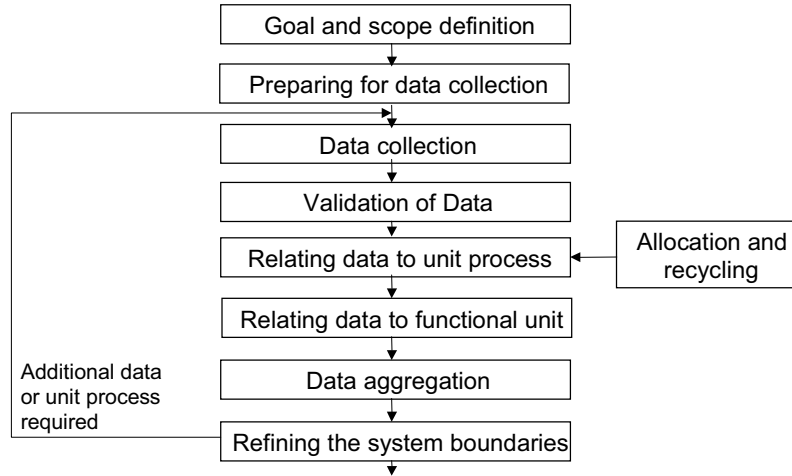 Goal and scope definition
Preparing for data collection
Data collection
Validation of Data
Relating data to unit process
Allocation and
recycling
Relating data to functional unit
Data aggregation
Additional data
or unit process
required
Refining the system boundaries